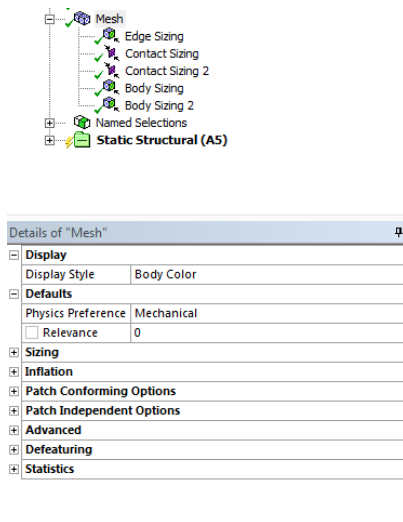 Mesh
Edge Sizing
Contact Sizing
Contact Sizing 2
Body Sizing
Body Sizing 2
Named Selections
Static Structural (A5)
Details of "Mesh"
Display
Display Style Body Color
Defaults
Physics Preference Mechanical
Relevance 0
Sizing
Inflation
Patch Conforming Options
Patch Independent Options
Advanced
Defeaturing
Statistics